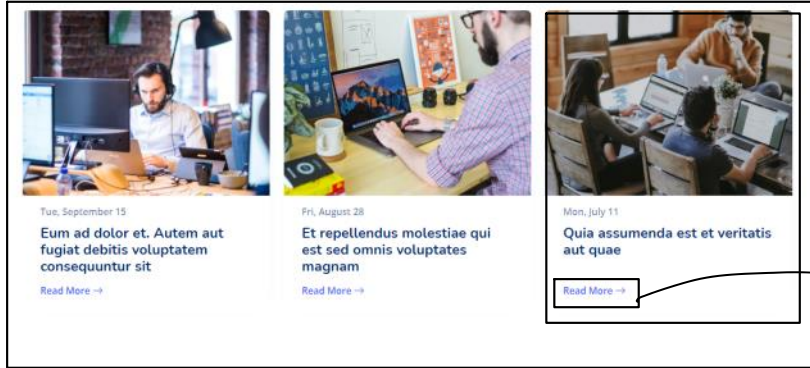 Tue, September 15
Eum ad dolor et. Autem aut
fugiat debitis voluptatem
consequuntur sit
Read More →
Fri, August 28
Et repellendus molestiae qui
est sed omnis voluptates
magnam
Read More →
Mon, July 11
Quia assumenda est et veritatis
aut quae
Read More →